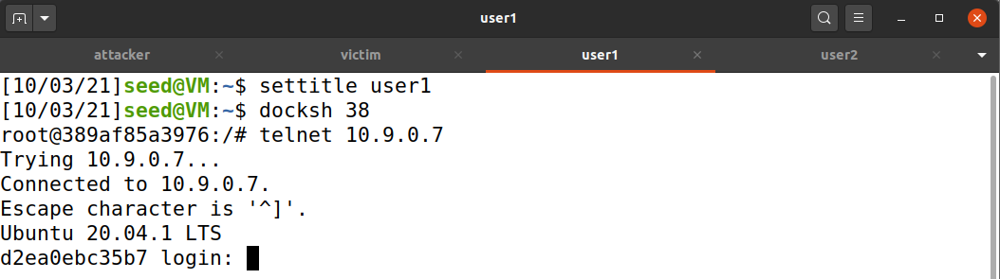 user1
attacker
victim
user1
user2
[10/03/21]seed@VM:~$ settitle user1
[10/03/21]seed@VM:~$ docksh 38
root@389af85a3976:/# telnet 10.9.0.7
Trying 10.9.0.7...
Connected to 10.9.0.7.
Escape character is '^]'.
Ubuntu 20.04.1 LTS
d2ea0ebc35b7 login: